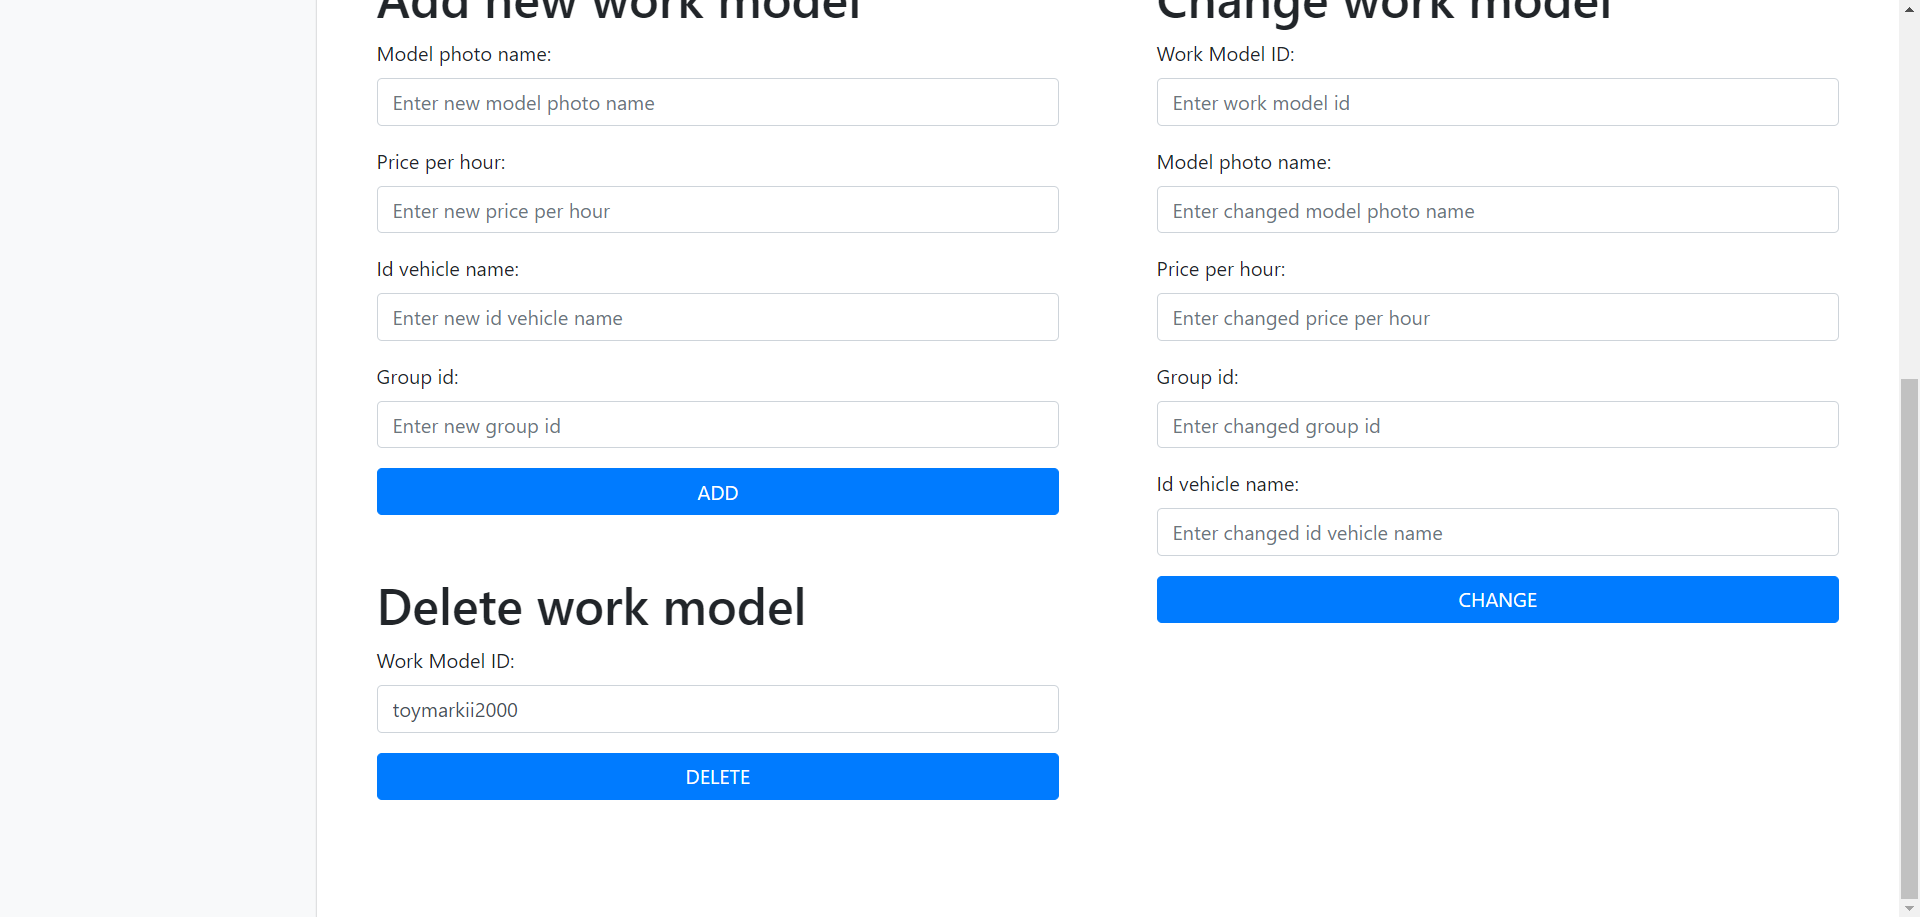 Add new work model
Model photo name:
Enter new model photo name
Price per hour:
Enter new price per hour
Id vehicle name:
Enter new id vehicle name
Group id:
Enter new group id
ADD
Delete work model
Work Model ID:
toymarkii2000
DELETE
Change work model
Work Model ID:
Enter work model id
Model photo name:
Enter changed model photo name
Price per hour:
Enter changed price per hour
Group id:
Enter changed group id
Id vehicle name:
Enter changed id vehicle name
CHANGE